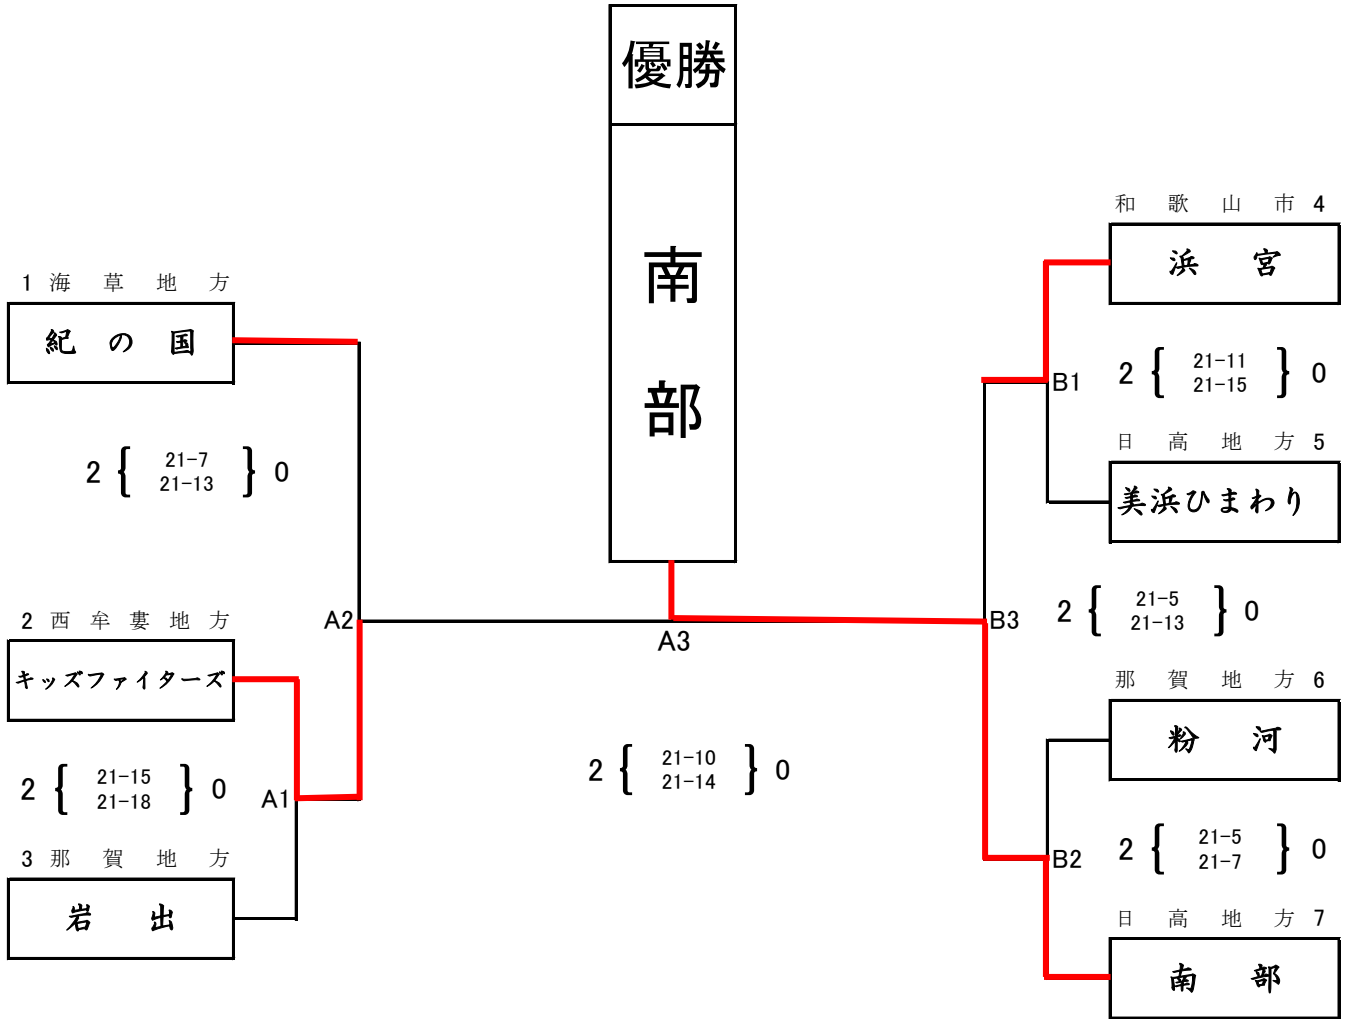 優勝
南部
1 海草地方
紀の国
2 { 21-7 } 0
21-13
2 西牟婁地方
キッズファイターズ
2 { 21-15 } 0
21-18
A1
3 那賀地方
岩出
A2
A3
2 { 21-10 } 0
21-14
和歌山市 4
浜宮
B1
2 { 21-11 } 0
21-15
日高地方 5
美浜ひまわり
B3
2 { 21-5 } 0
21-13
那賀地方 6
粉河
B2
2 { 21-5 } 0
21-7
日高地方 7
南部